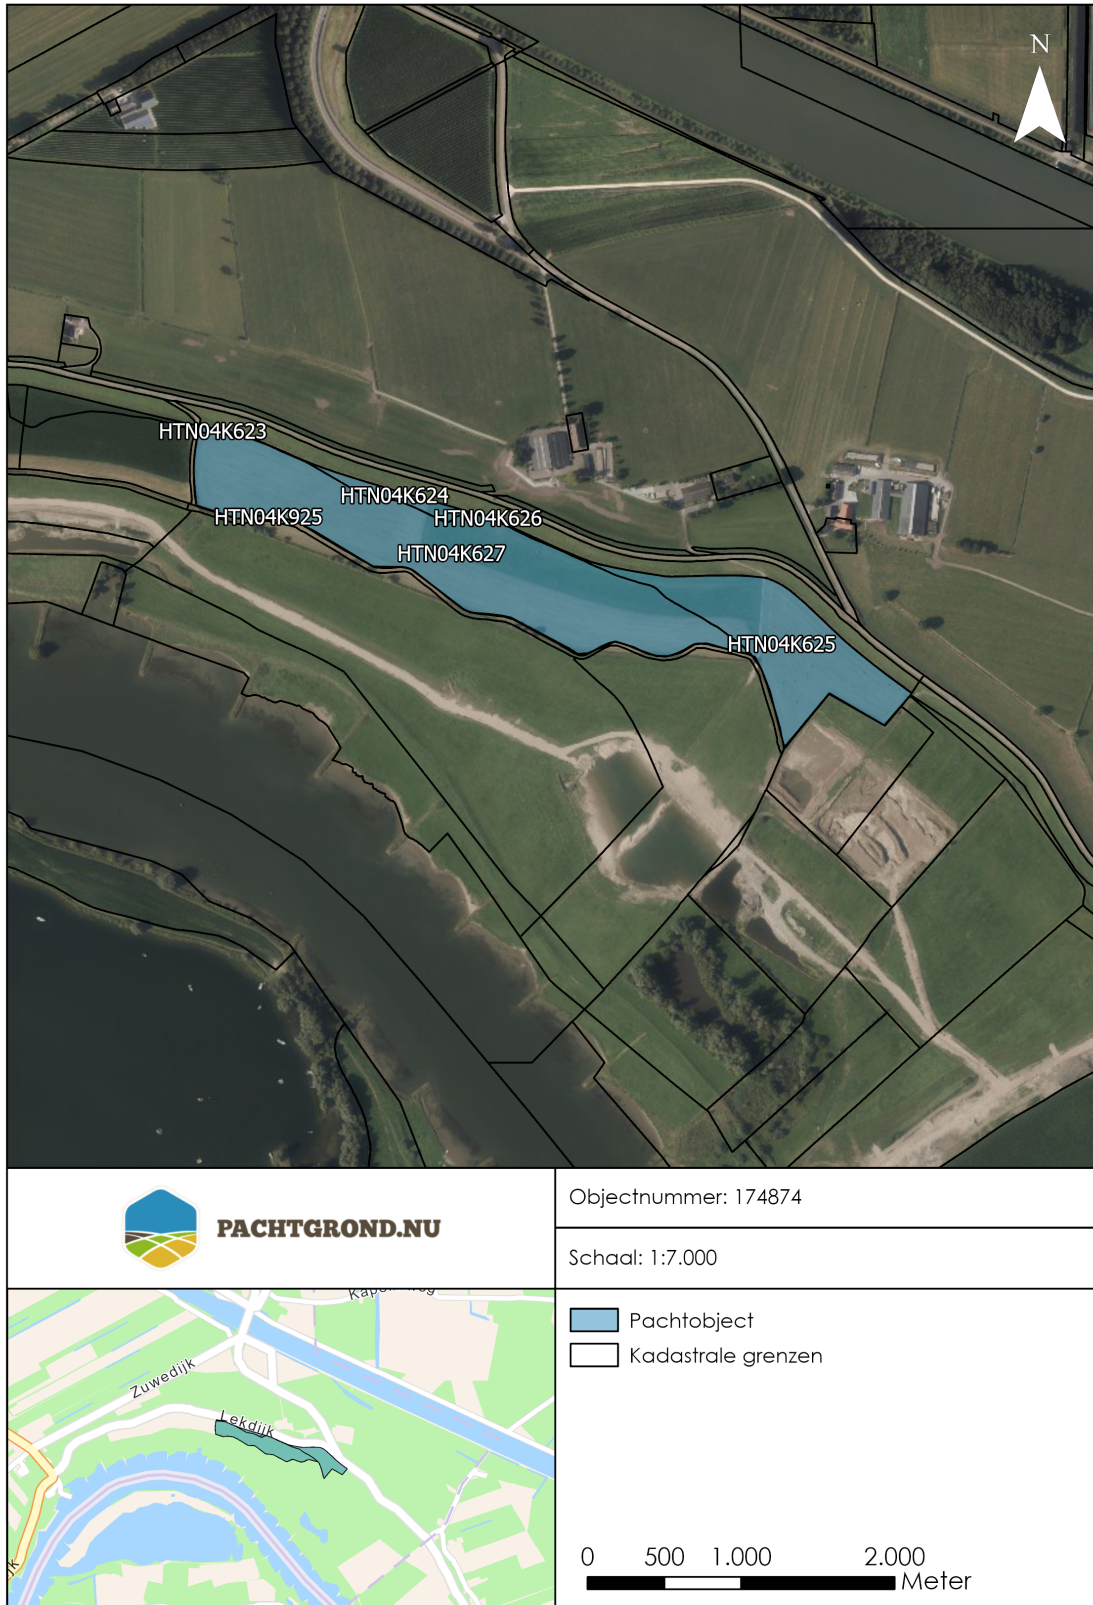 N
HTN04K623
HTN04K624
HTN04K925
HTN04K626
HTN04K627
HTN04K625
PACHTGROND.NU
Objectnummer: 174874
Schaal: 1:7.000
Zuwedijk
Lekdijk
Pachtobject
Kadastrale grenzen
0 500 1.000 2.000
Meter